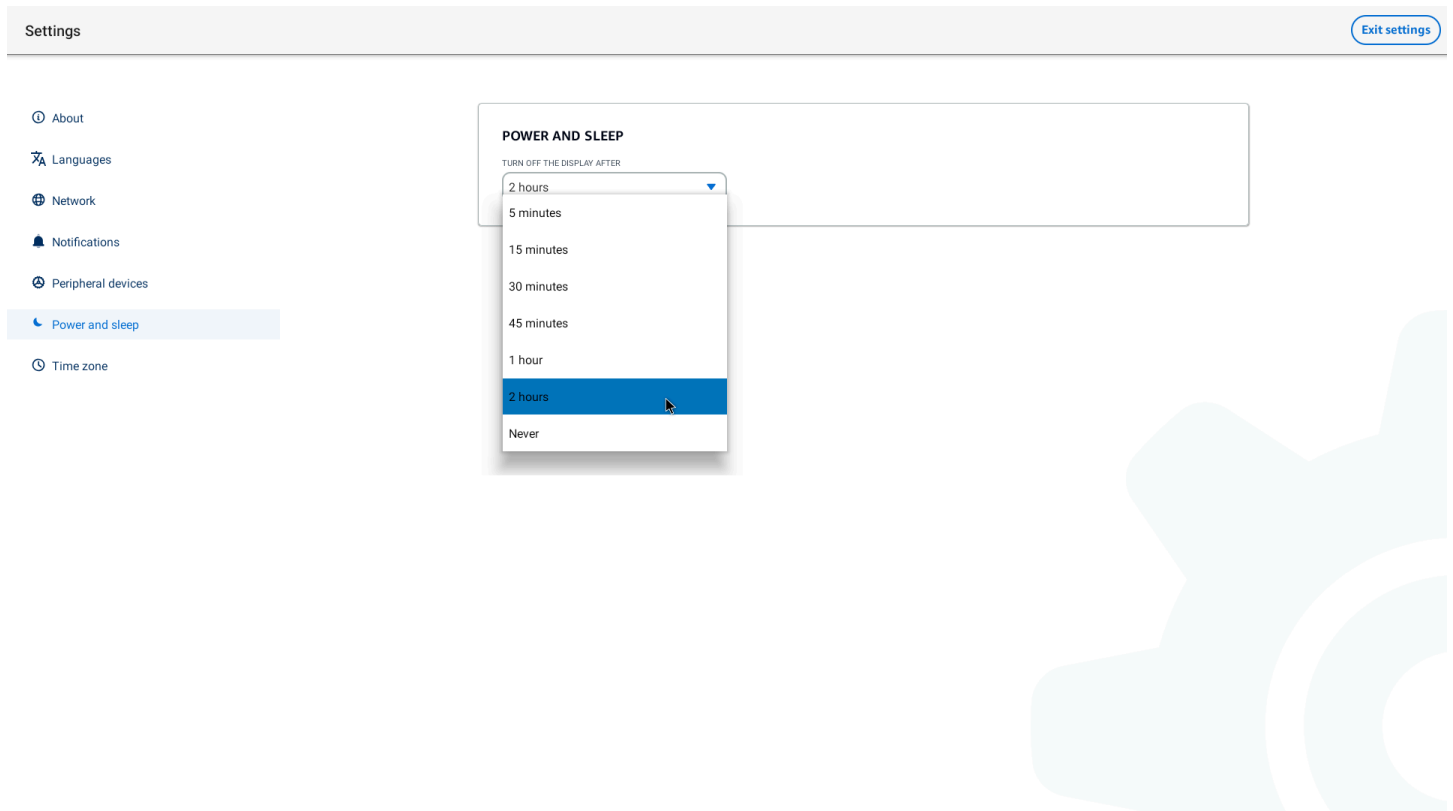 Settings
Exit settings
About
Languages
Network
Notifications
Peripheral devices
Power and sleep
Time zone
POWER AND SLEEP
TURN OFF THE DISPLAY AFTER
2 hours
5 minutes
15 minutes
30 minutes
45 minutes
1 hour
2 hours
Never